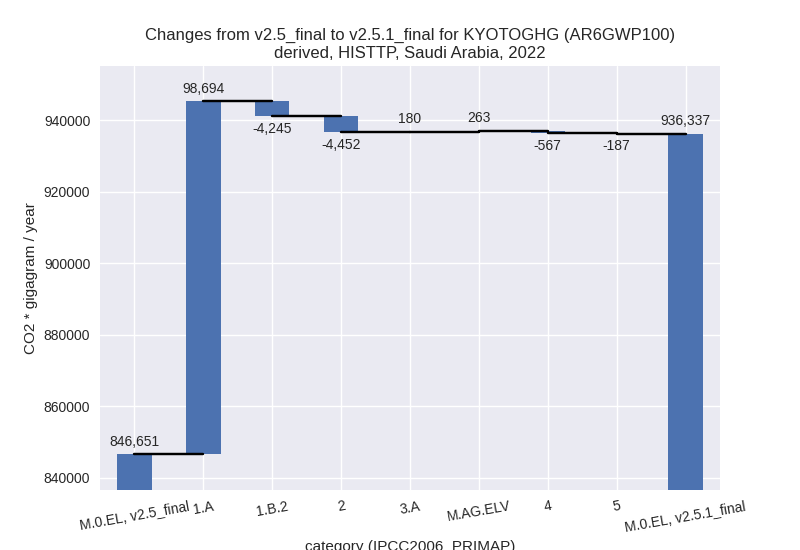 Changes from v2.5_final to v2.5.1_final for KYOTOGHG (AR6GWP100)
derived, HISTTP, Saudi Arabia, 2022
98,694
940000
180
263
936,337
-4,245
-4,452
-567
-187
920000
900000
CO2 * gigagram / year
880000
860000
846,651
840000
M.0.EL, v2.5_final
1.A
1.B.2
2
3.A
M.AG.ELV
4
5
M.0.EL, v2.5.1_final
category (IPCC2006_PRIMAP)